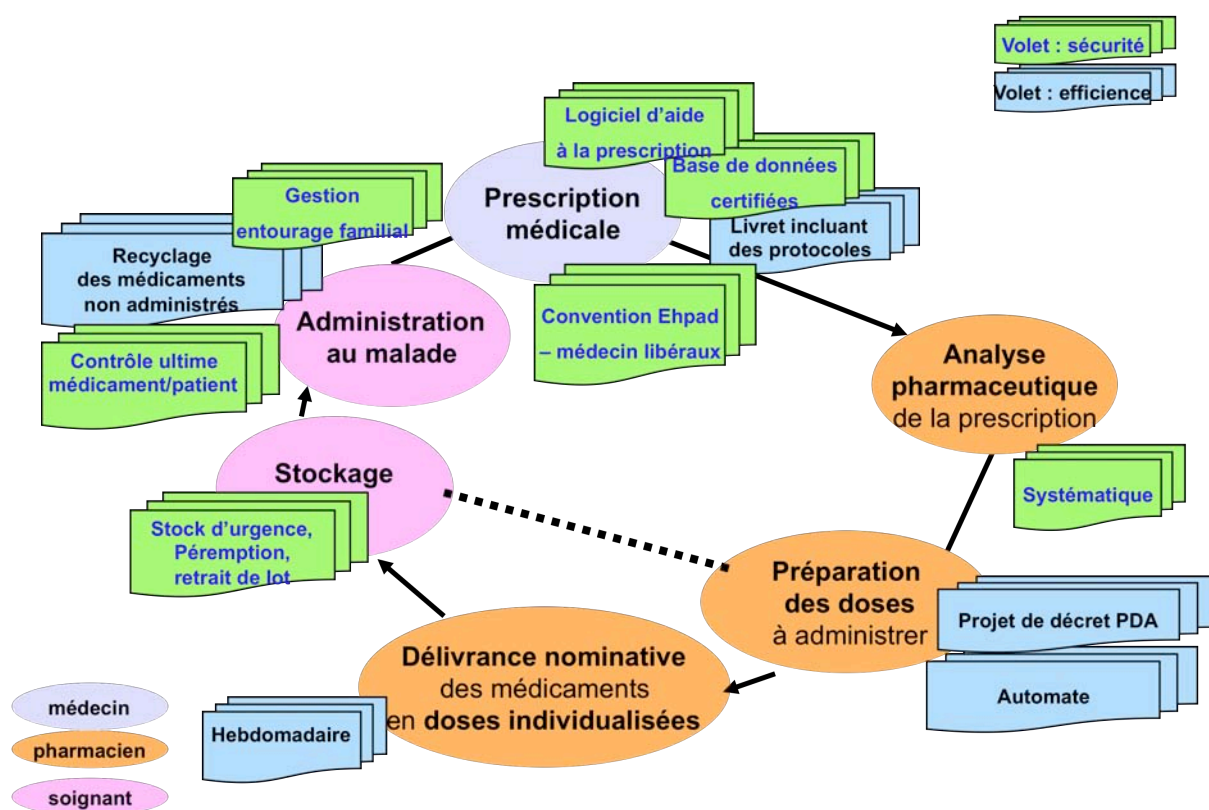 Volet : sécurité
Volet : efficience
Logiciel d'aide
à la prescription
Base de données
certifiées
Livret incluant
des protocoles
Prescription
médicale
Convention Ehpad
– médecin libéraux
Gestion
entourage familial
Recyclage
des médicaments
non administrés
Administration
au malade
Contrôle ultime
médicament/patient
Analyse
pharmaceutique
de la prescription
Systématique
Stockage
Stock d'urgence,
Péremption,
retrait de lot
Préparation
des doses
à administrer
Projet de décret PDA
Automate
Délivrance nominative
des médicaments
en doses individualisées
Hebdomadaire
médecin
pharmacien
soignant